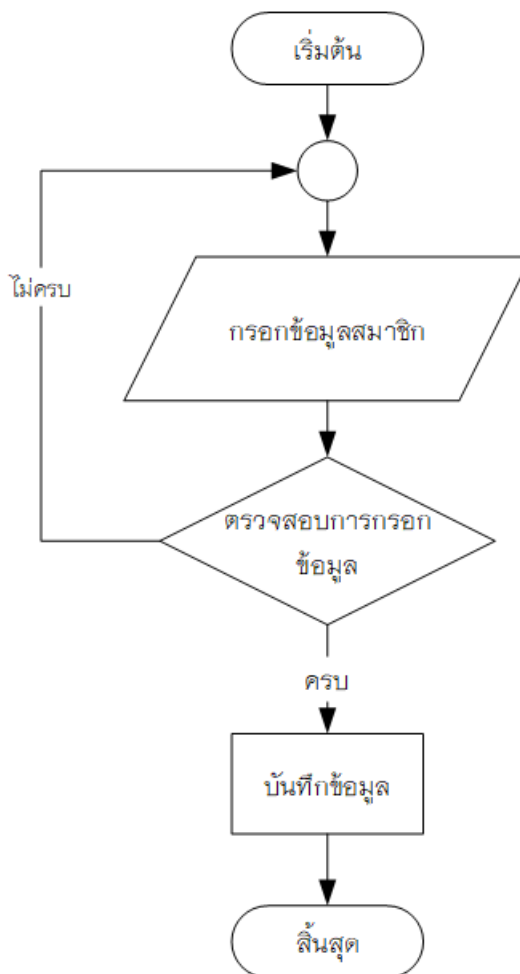 เริ่มต้น
ไม่ครบ
กรอกข้อมูลสมาชิก
ตรวจสอบการกรอก
ข้อมูล
ครบ
บันทึกข้อมูล
สิ้นสุด